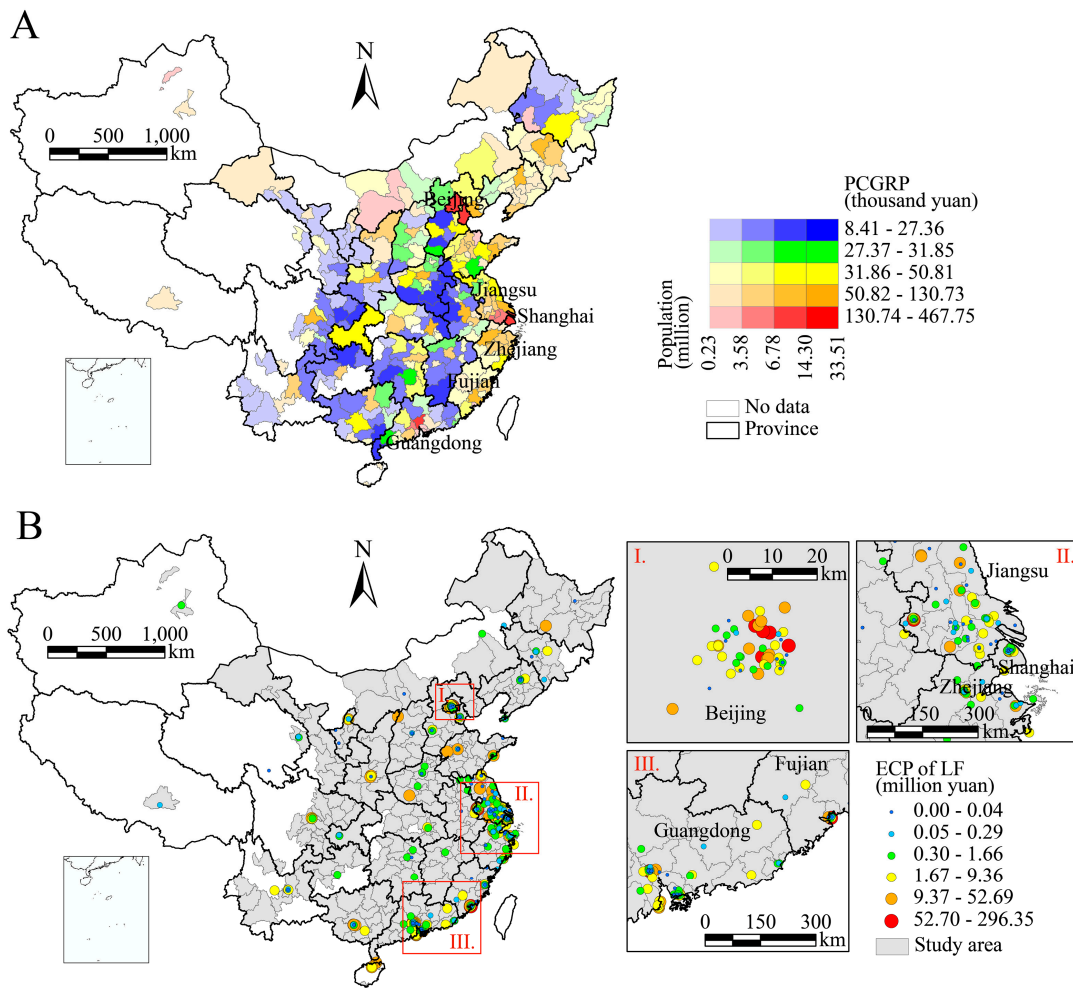 A
N
0 500 1,000
km
Beijing
Jiangsu
Shanghai
Zhejiang
Fujian
Guangdong
PCGRP
(thousand yuan)
8.41 - 27.36
27.37 - 31.85
31.86 - 50.81
50.82 - 130.73
130.74 - 467.75
Population
(million)
0.23
3.58
6.78
14.30
33.51
No data
Province
B
N
0 500 1,000
km
I.
II.
III.
I.
0 10 20
km
Beijing
II.
Jiangsu
Shanghai
Zhejiang
0 150 300
km
III.
Fujian
Guangdong
0 150 300
km
ECP of LF
(million yuan)
0.00 - 0.04
0.05 - 0.29
0.30 - 1.66
1.67 - 9.36
9.37 - 52.69
52.70 - 296.35
Study area